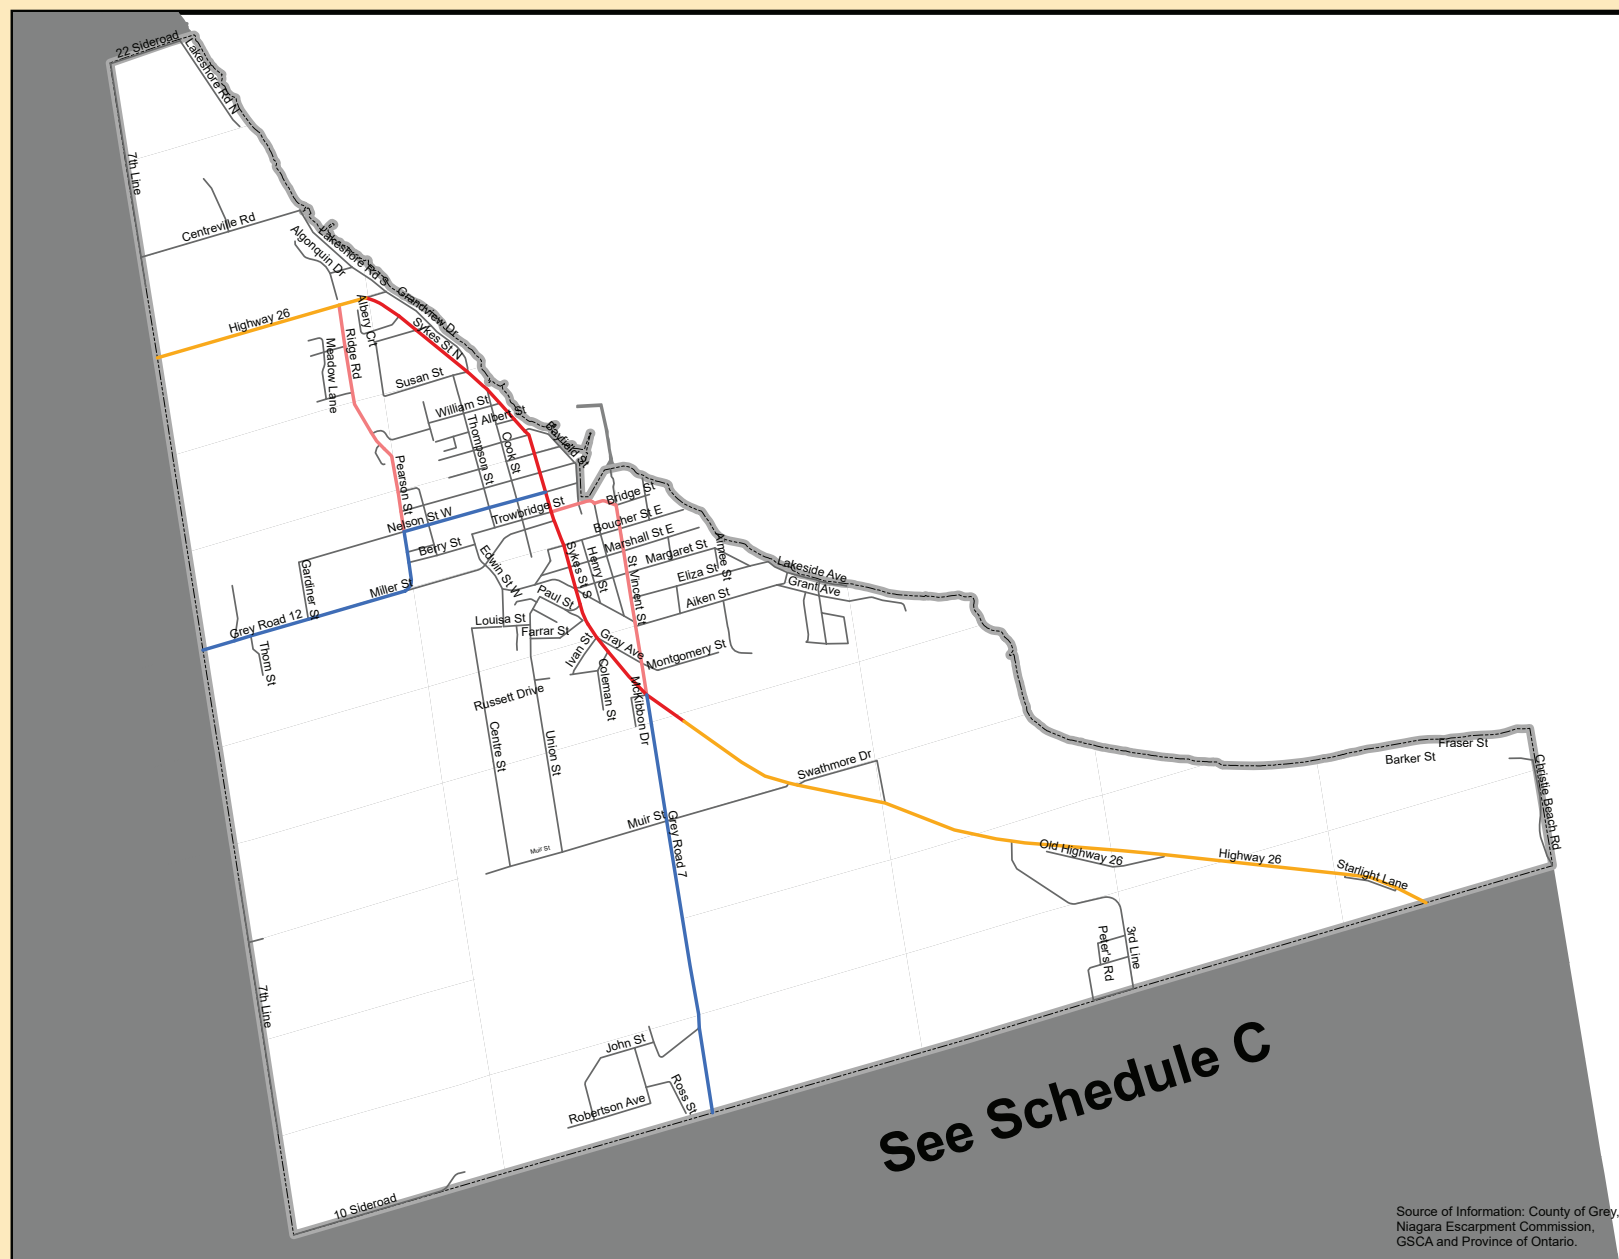 22 Sideroad
Lakeshore Rd N
7th Line
Centreville Rd
Algonquin Dr
Lakeshore Rd S
Grandview Dr
Highway 26
Albery Crt
Sykes St N
Ridge Rd
Meadow Lane
Susan St
William St
Albert St
Bayfield St
Thompson St
Cook St
Pearson St
Nelson St W
Trowbridge St
Bridge St
Boucher St E
Marshall St E
Margaret St
Aimee St
Berry St
Edwin St W
Sykes St S
Henry St
St Vincent St
Eliza St
Lakeside Ave
Grant Ave
Aiken St
Gardiner St
Miller St
Paul St
Grey Road 12
Louisa St
Farrar St
Thom St
Ivan St
Gray Ave
Montgomery St
Coleman St
McKibbon Dr
Russett Drive
Centre St
Union St
Swathmore Dr
Fraser St
Barker St
Christie Beach Rd
Muir St
Muir St
Grey Road 7
Old Highway 26
Highway 26
Starlight Lane
Peter's Rd
3rd Line
7th Line
John St
Ross St
Robertson Ave
10 Sideroad
See Schedule C
Source of Information: County of Grey,
Niagara Escarpment Commission,
GSCA and Province of Ontario.